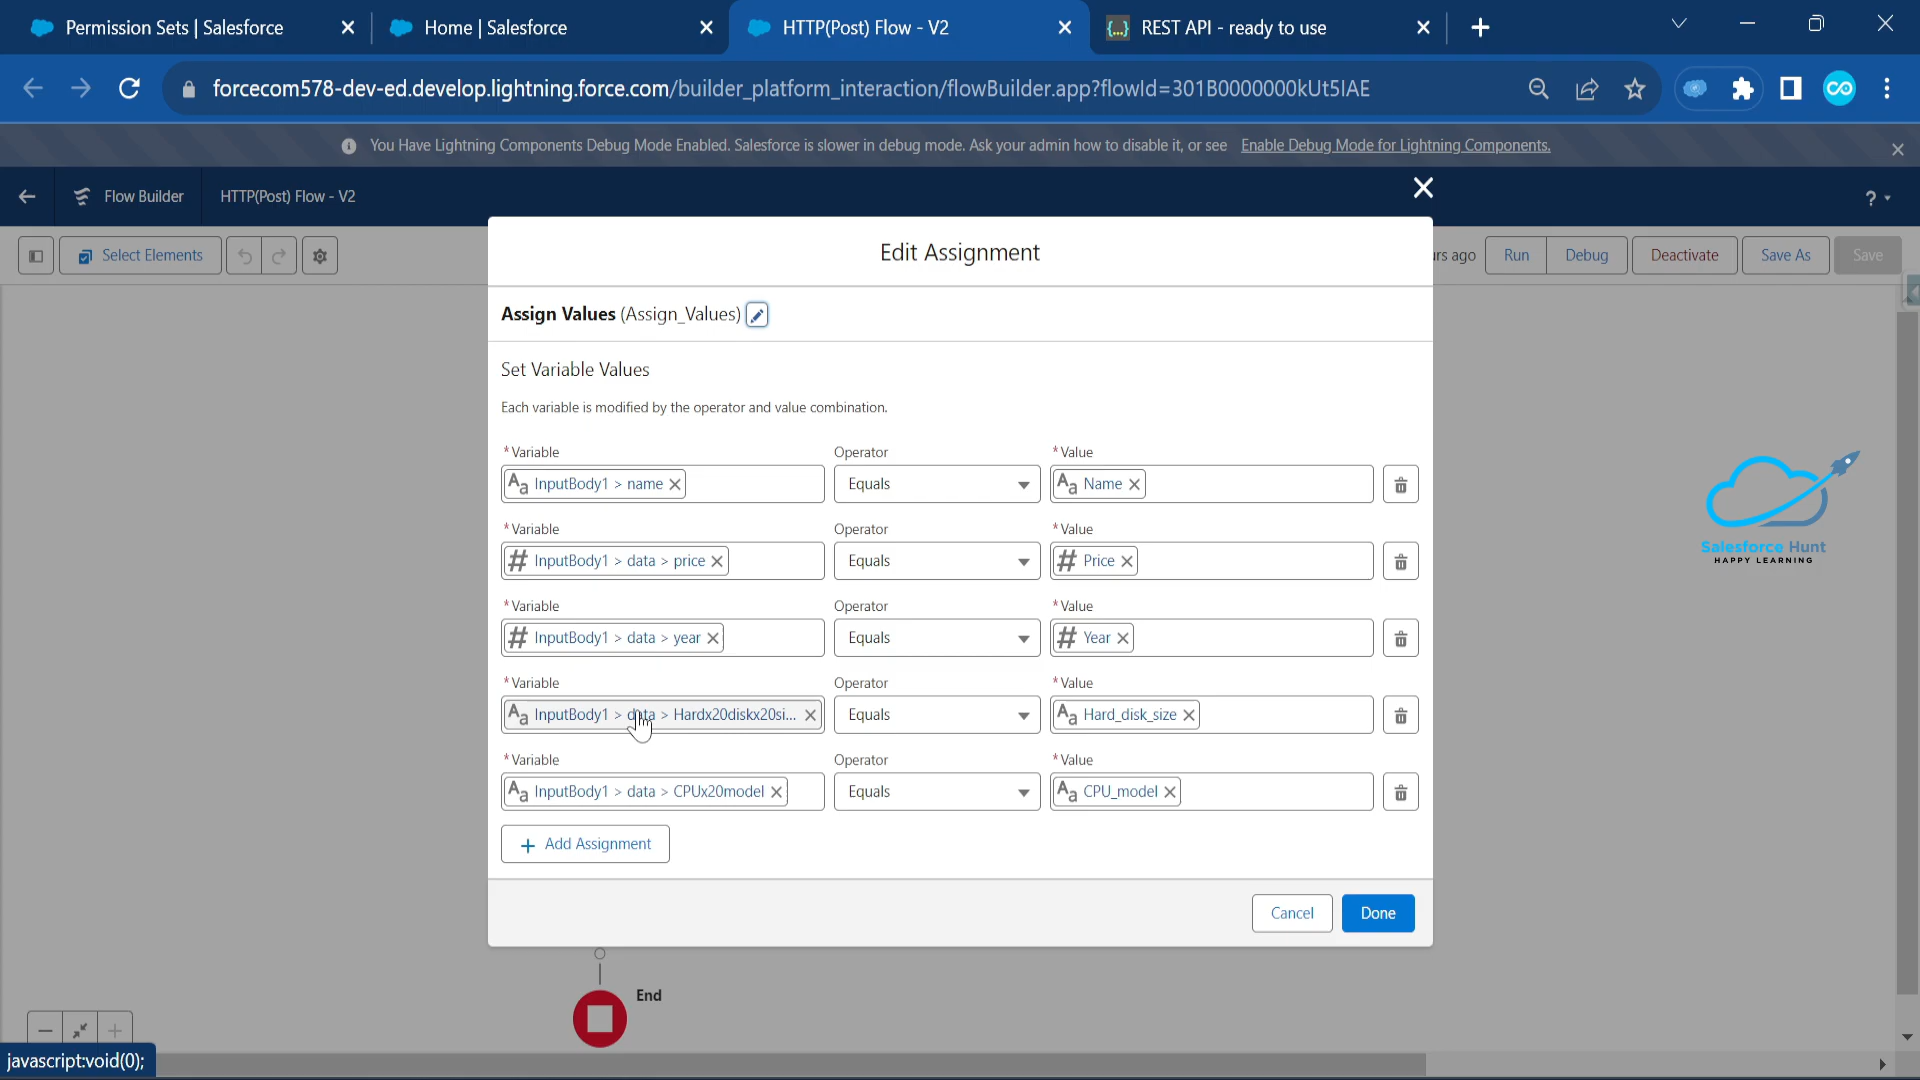 Permission Sets | Salesforce
Home | Salesforce
HTTP(Post) Flow - V2
{...} REST API - ready to use
forcecom578-dev-ed.develop.lightning.force.com/builder_platform_interaction/flowBuilder.app?flowId=301B0000000kUt5IAE
You Have Lightning Components Debug Mode Enabled. Salesforce is slower in debug mode. Ask your admin how to disable it, or see Enable Debug Mode for Lightning Components.
Flow Builder
HTTP(Post) Flow - V2
?
Select Elements
Edit Assignment
urs ago
Run
Debug
Deactivate
Save As
Save
Assign Values (Assign_Values)
Set Variable Values
Each variable is modified by the operator and value combination.
* Variable Operator * Value
Aa InputBody1 > name Equals Aa Name
* Variable Operator * Value
# InputBody1 > data > price Equals # Price
* Variable Operator * Value
# InputBody1 > data > year Equals # Year
* Variable Operator * Value
Aa InputBody1 > data > Hardx20diskx20si... Equals Aa Hard_disk_size
* Variable Operator * Value
Aa InputBody1 > data > CPUx20model Equals Aa CPU_model
+ Add Assignment
Cancel
Done
Salesforce Hunt
HAPPY LEARNING
End
javascript:void(0);